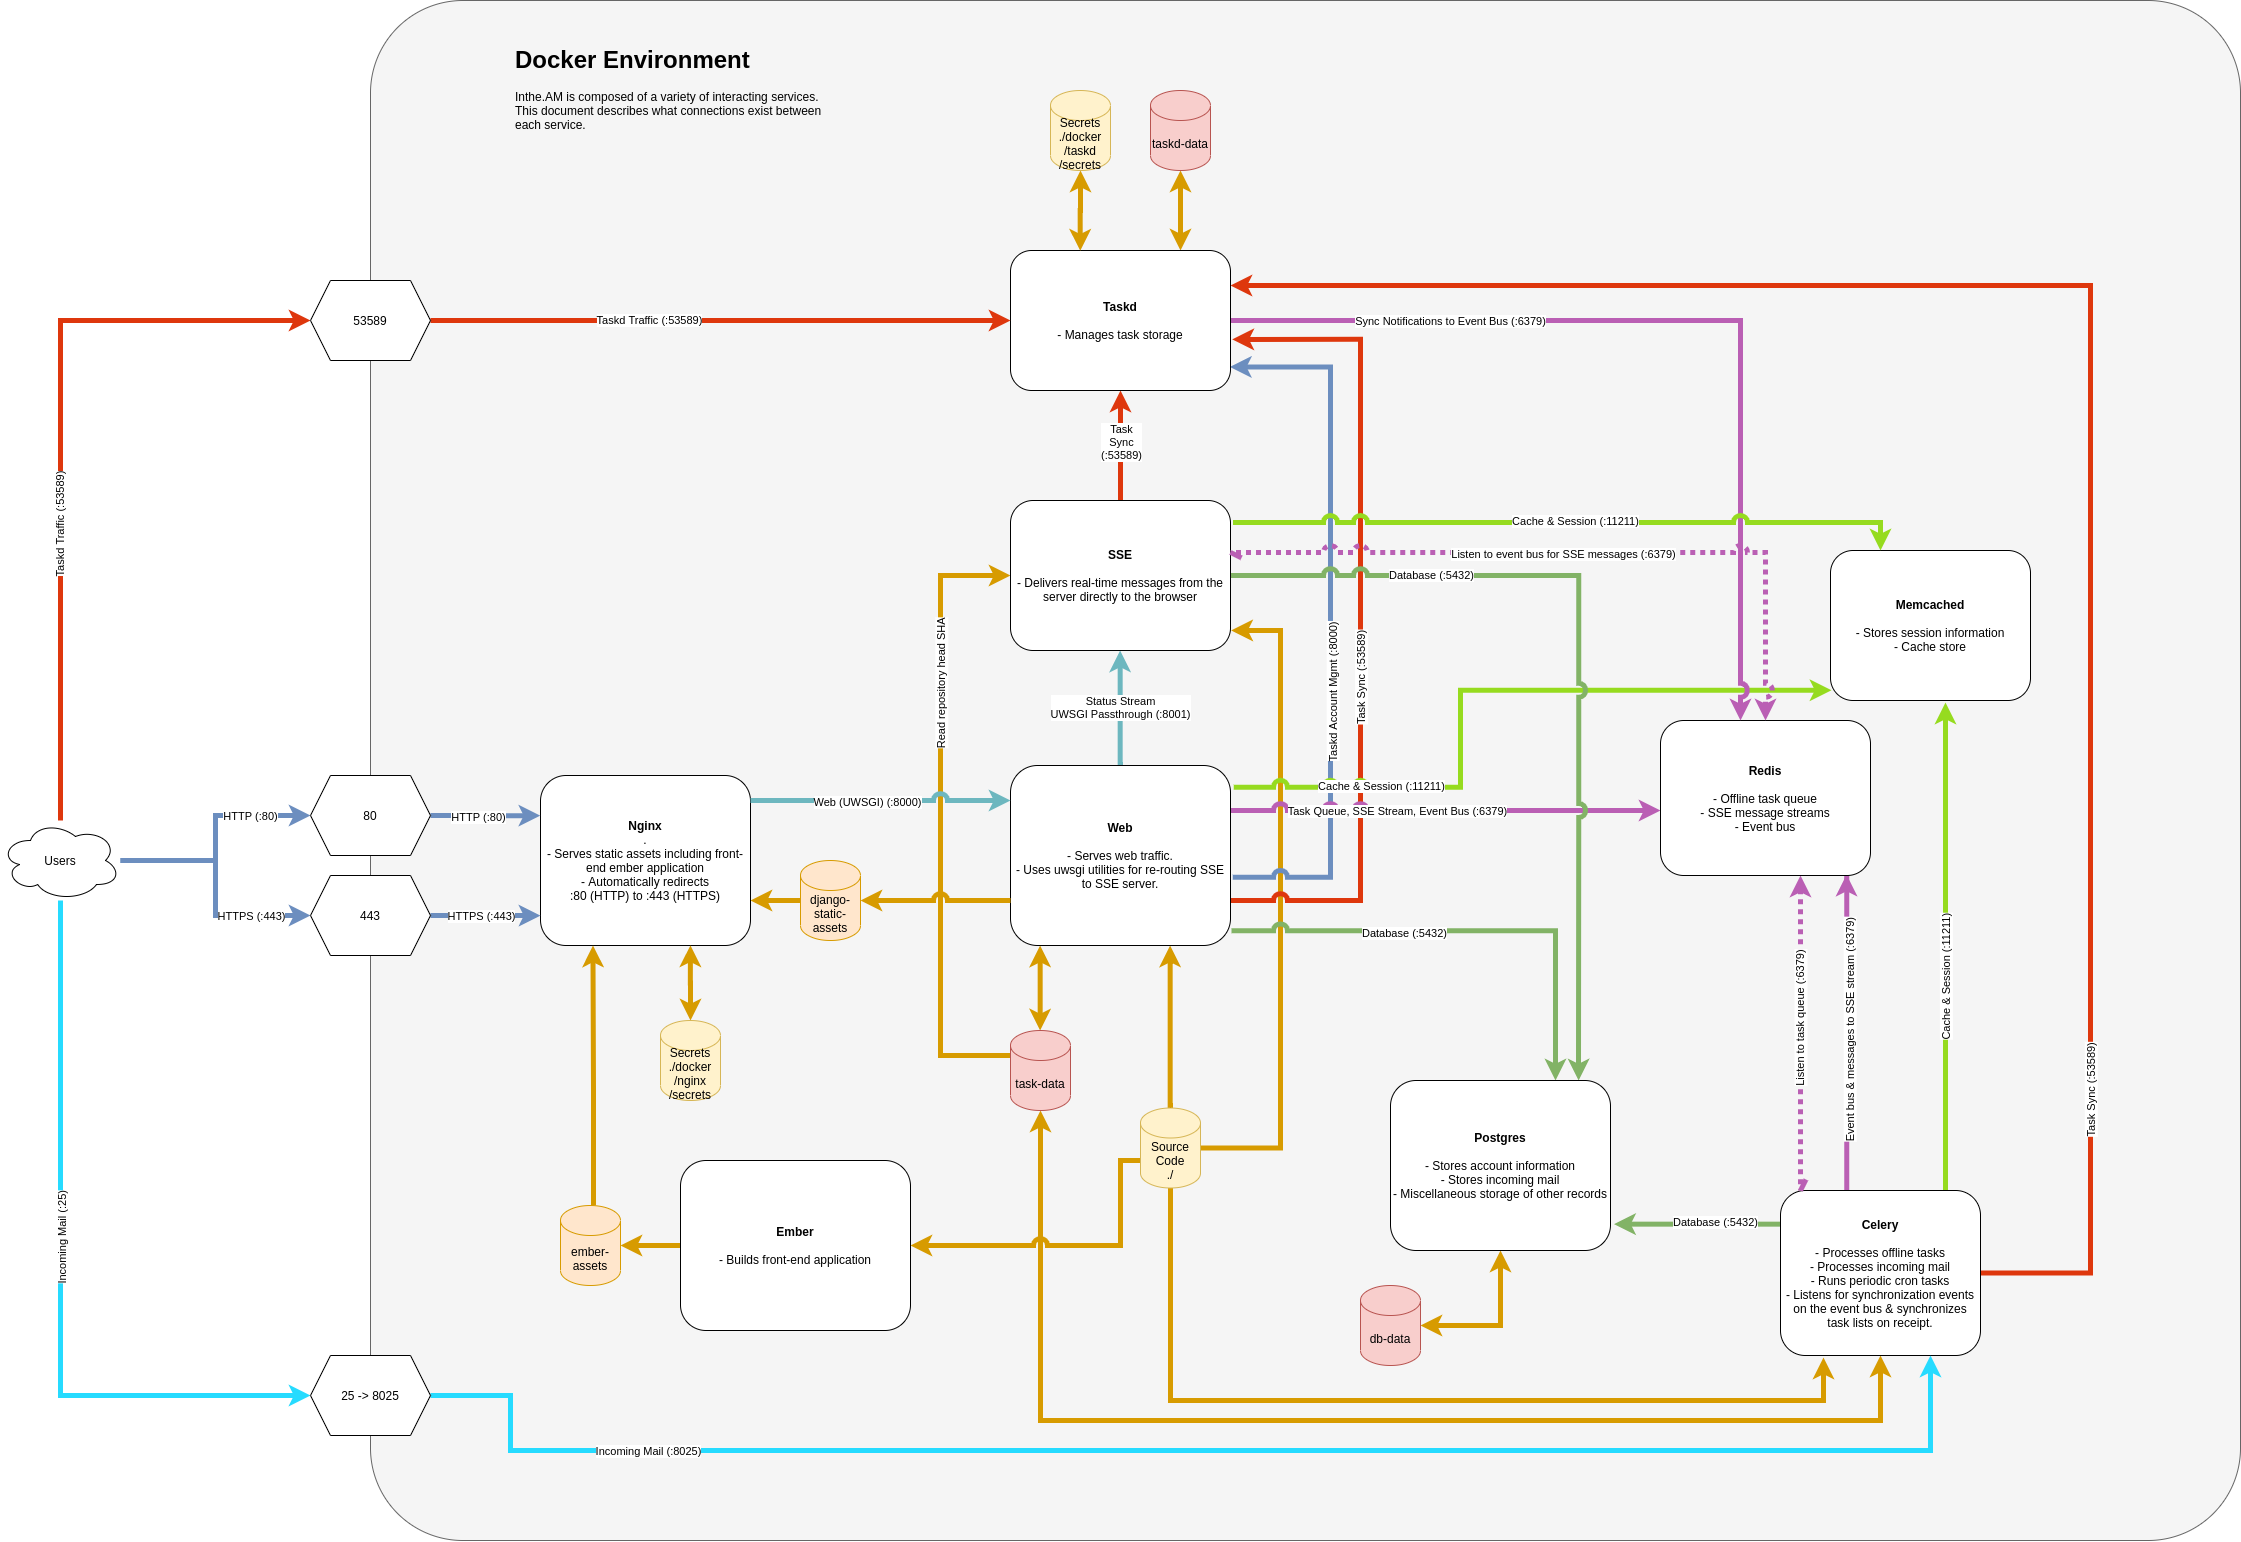 Docker Environment
Inthe.AM is composed of a variety of interacting services.
This document describes what connections exist between
each service.
Secrets
./docker
/taskd
/secrets
taskd-data
53589
Taskd Traffic (:53589)
Taskd
- Manages task storage
Sync Notifications to Event Bus (:6379)
Taskd Traffic (:53589)
Task
Sync
(:53589)
SSE
- Delivers real-time messages from the
server directly to the browser
Cache & Session (:11211)
Listen to event bus for SSE messages (:6379)
Database (:5432)
Memcached
- Stores session information
- Cache store
Read repository head SHA
Status Stream
UWSGI Passthrough (:8001)
Taskd Account Mgmt (:8000)
Task Sync (:53589)
Users
HTTP (:80)
80
HTTP (:80)
HTTPS (:443)
443
HTTPS (:443)
Nginx
.
- Serves static assets including front-
end ember application
- Automatically redirects
:80 (HTTP) to :443 (HTTPS)
Web (UWSGI) (:8000)
django-
static-
assets
Web
- Serves web traffic.
- Uses uwsgi utilities for re-routing SSE
to SSE server.
Cache & Session (:11211)
Task Queue, SSE Stream, Event Bus (:6379)
Database (:5432)
Redis
- Offline task queue
- SSE message streams
- Event bus
Listen to task queue (:6379)
Event bus & messages to SSE stream (:6379)
Cache & Session (:11211)
Task Sync (:53589)
Secrets
./docker
/nginx
/secrets
task-data
Source
Code
./
Postgres
- Stores account information
- Stores incoming mail
- Miscellaneous storage of other records
Database (:5432)
Celery
- Processes offline tasks
- Processes incoming mail
- Runs periodic cron tasks
- Listens for synchronization events
on the event bus & synchronizes
task lists on receipt.
Ember
- Builds front-end application
ember-
assets
db-data
Incoming Mail (:25)
25 -> 8025
Incoming Mail (:8025)